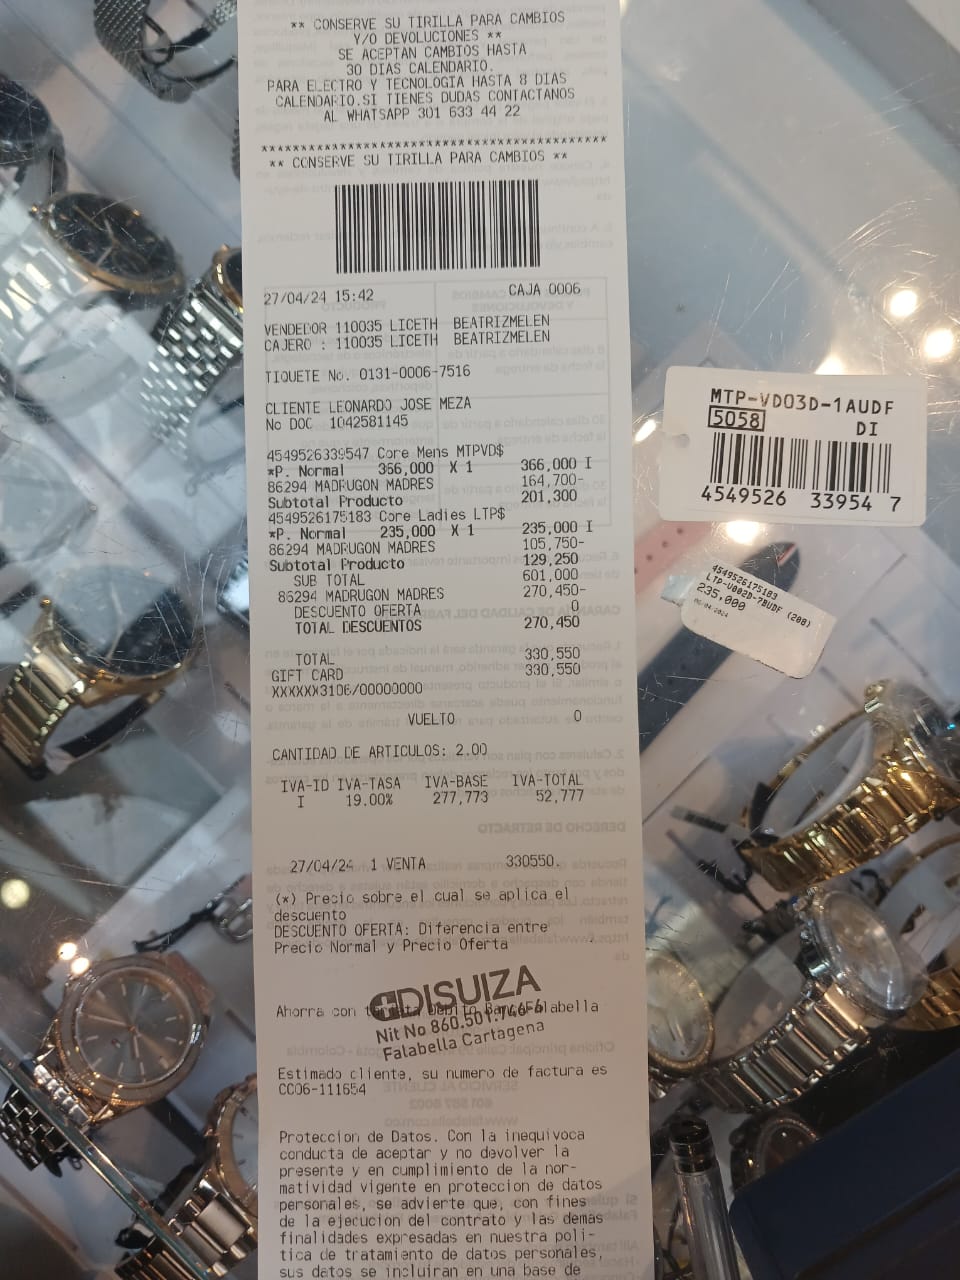 ** CONSERVE SU TIRILLA PARA CAMBIOS
Y/O DEVOLUCIONES **
SE ACEPTAN CAMBIOS HASTA
30 DIAS CALENDARIO.
PARA ELECTRO Y TECNOLOGIA HASTA 8 DIAS
CALENDARIO.SI TIENES DUDAS CONTACTANOS
AL WHATSAPP 301 633 44 22
****************************************
** CONSERVE SU TIRILLA PARA CAMBIOS **
27/04/24 15:42 CAJA 0006
VENDEDOR 110035 LICETH BEATRIZMELEN
CAJERO : 110035 LICETH BEATRIZMELEN
TIQUETE No. 0131-0006-7516
CLIENTE LEONARDO JOSE MEZA
No DOC 1042581145
4549526339547 Core Mens MTPVD$
*P. Normal 366,000 X 1 366,000 I
86294 MADRUGON MADRES 164,700-
Subtotal Producto 201,300
4549526175183 Core Ladies LTP$
*P. Normal 235,000 X 1 235,000 I
86294 MADRUGON MADRES 105,750-
Subtotal Producto 129,250
SUB TOTAL 601,000
86294 MADRUGON MADRES 270,450-
DESCUENTO OFERTA 0
TOTAL DESCUENTOS 270,450
TOTAL 330,550
GIFT CARD 330,550
XXXXXX3106/00000000
VUELTO 0
CANTIDAD DE ARTICULOS: 2.00
IVA-ID IVA-TASA IVA-BASE IVA-TOTAL
I 19.00% 277,773 52,777
27/04/24 1 VENTA 330550.
(*) Precio sobre el cual se aplica el
descuento
DESCUENTO OFERTA: Diferencia entre
Precio Normal y Precio Oferta
DISUIZA
Ahorra con tarjeta Debito Banco Falabella
Nit No 860.501.746-6
Falabella Cartagena
Estimado cliente, su numero de factura es
CC06-111654
Proteccion de Datos. Con la inequivoca
conducta de aceptar y no devolver la
presente y en cumplimiento de la nor-
matividad vigente en proteccion de datos
personales, se advierte que, con fines
de la ejecucion del contrato y las demas
finalidades expresadas en nuestra poli-
tica de tratamiento de datos personales,
sus datos se incluiran en una base de
MTP-VD03D-1AUDF
5058 DI
4549526 33954 7
4549526175183
LTP-V002D-7BUDF (208)
235.000